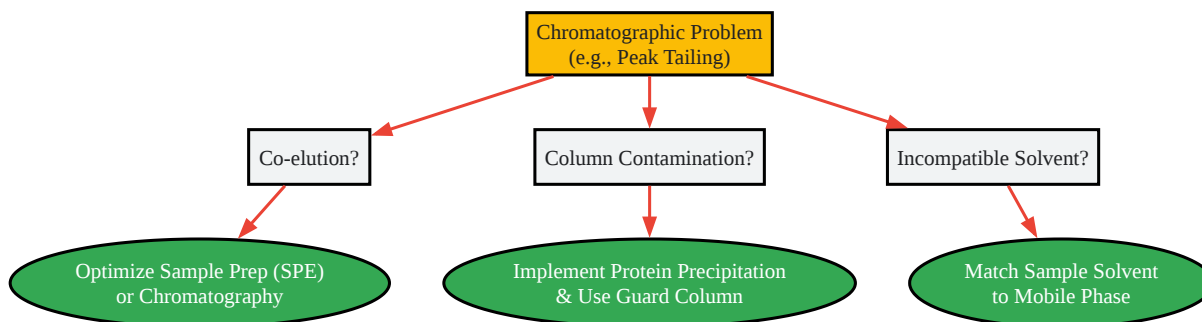 Chromatographic Problem
(e.g., Peak Tailing)
Co-elution?
Column Contamination?
Incompatible Solvent?
Optimize Sample Prep (SPE)
or Chromatography
Implement Protein Precipitation
& Use Guard Column
Match Sample Solvent
to Mobile Phase